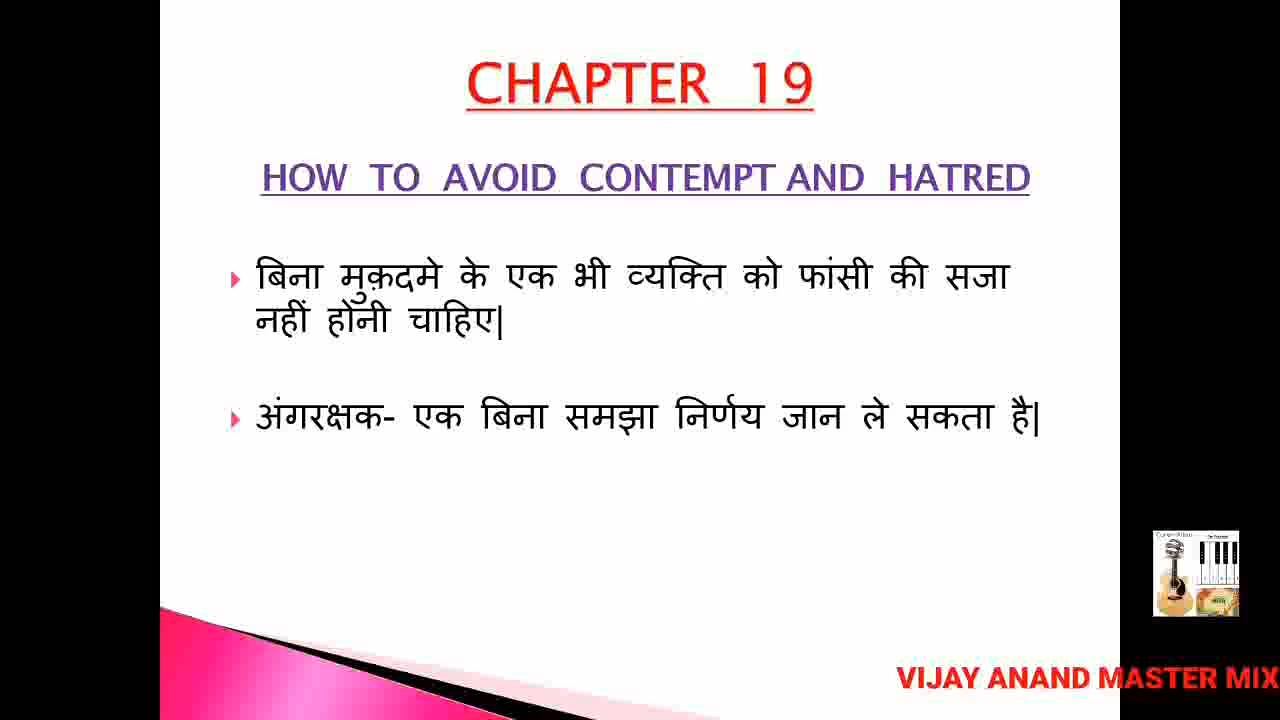 CHAPTER 19
HOW TO AVOID CONTEMPT AND HATRED
बिना मुक़दमे के एक भी व्यक्ति को फांसी की सजा
नहीं होनी चाहिए|
अंगरक्षक- एक बिना समझा निर्णय जान ले सकता है|
VIJAY ANAND MASTER MIX